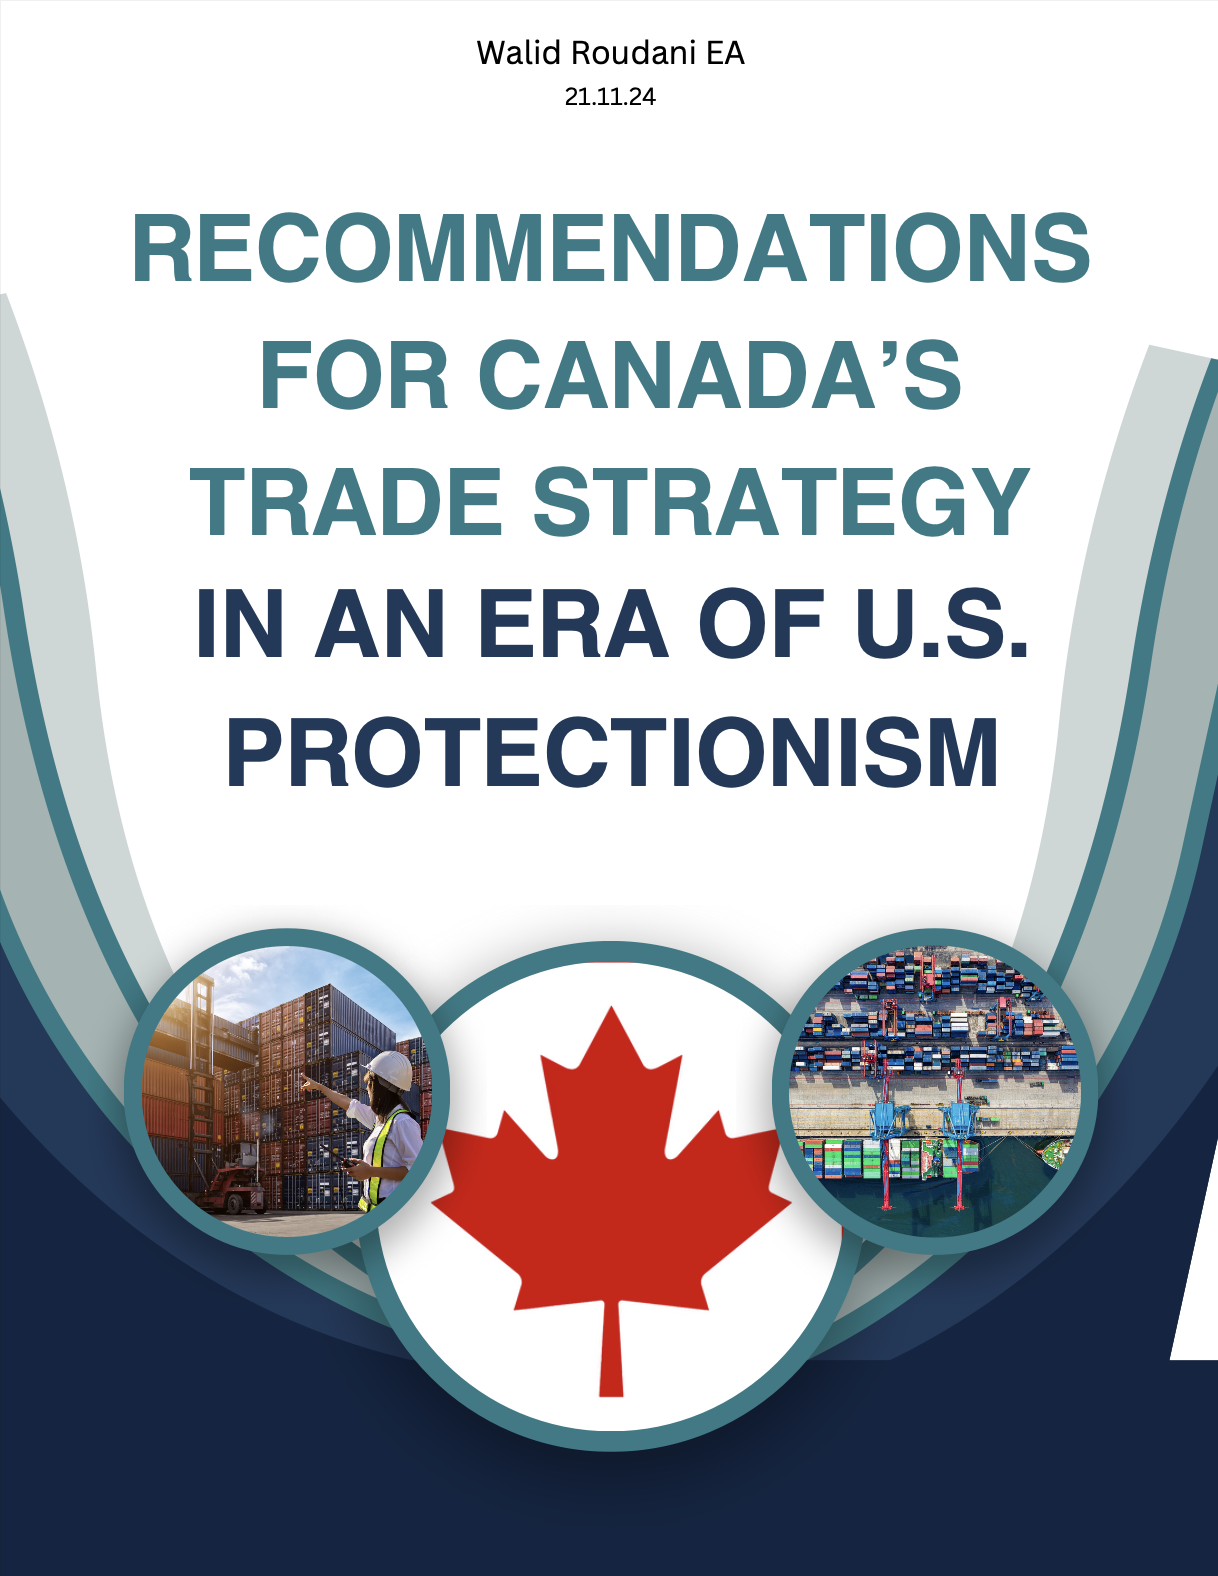 Walid Roudani EA
21.11.24
RECOMMENDATIONS
FOR CANADA’S
TRADE STRATEGY
IN AN ERA OF U.S.
PROTECTIONISM